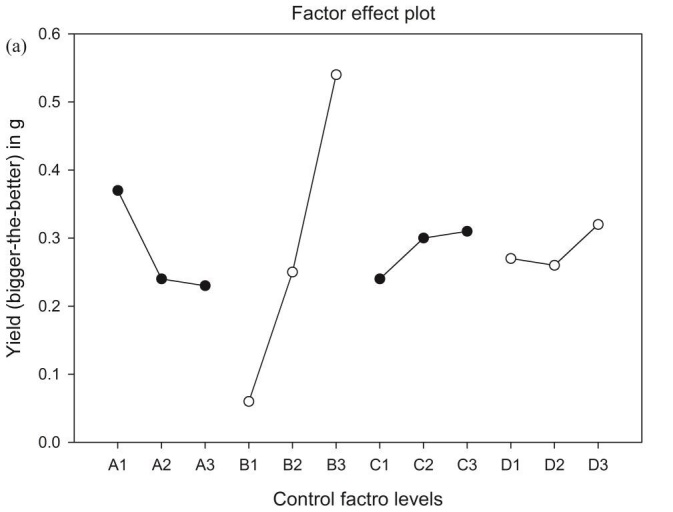 Factor effect plot
(a)
Yield (bigger-the-better) in g
0.6
0.5
0.4
0.3
0.2
0.1
0.0
A1 A2 A3 B1 B2 B3 C1 C2 C3 D1 D2 D3
Control factro levels